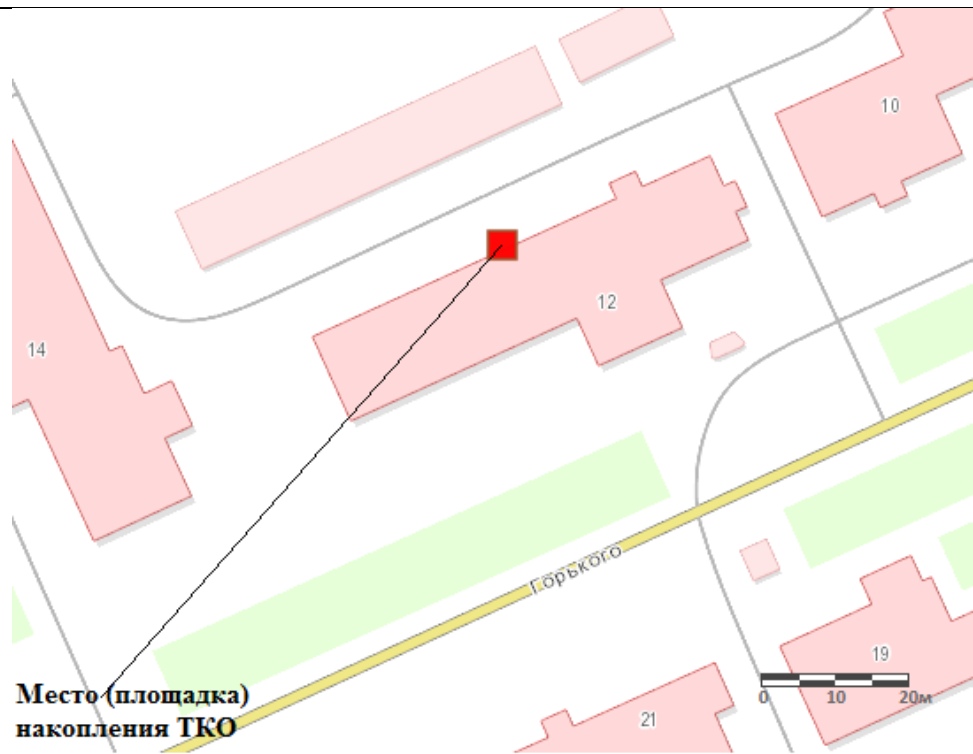 10
12
14
Горького
19
Место (площадка)
накопления ТКО
0 10 20м
21